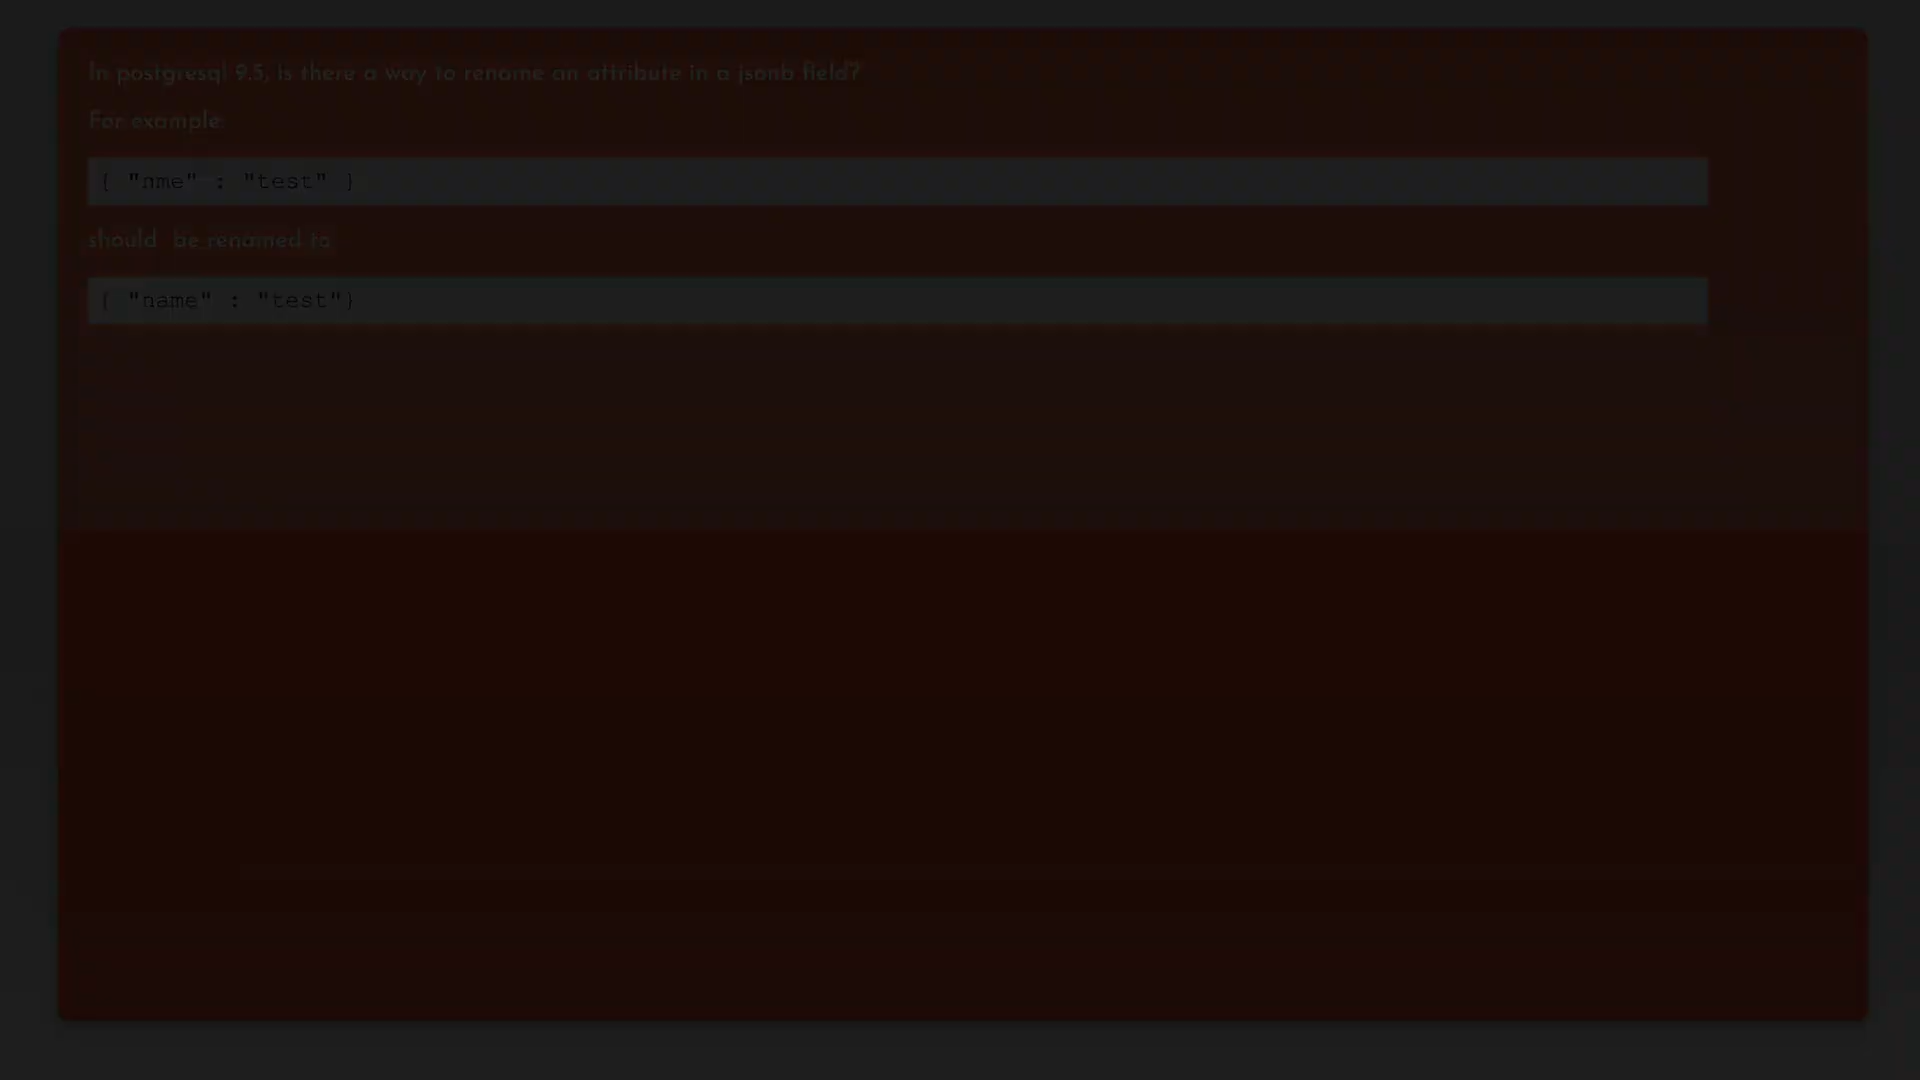 In postgresql 9.5, is there a way to rename an attribute in a jsonb field?
For example:
{ "nme" : "test" }
should  be renamed to
{ "name" : "test"}